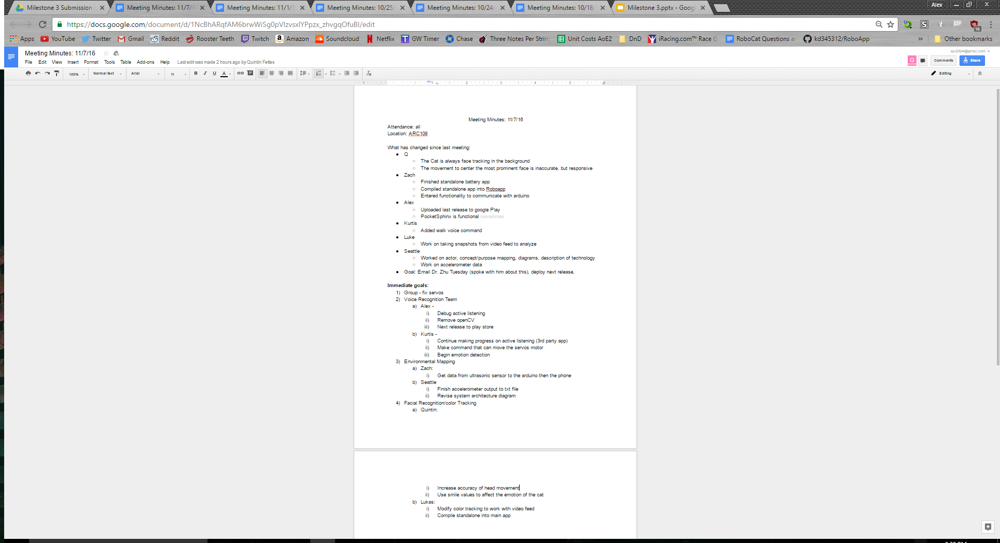 Milestone 3 Submission
Meeting Minutes: 11/7/1
Meeting Minutes: 11/1/1
Meeting Minutes: 10/25/
Meeting Minutes: 10/24/
Meeting Minutes: 10/18/
Milestone 3.pptx - Goog
Alex
https://docs.google.com/document/d/1NcBhARqfAM6brwWiSg0pVIzvsxlYPpzx_zhvgqOfuBI/edit
16
Apps YouTube Twitter Gmail Reddit Rooster Teeth Twitch Amazon Soundcloud Netflix GW Timer Chase Three Notes Per Strin Unit Costs AoE2 DnD iRacing.com™ Race G RoboCat Questions a kd345312/RoboApp » Other bookmarks
Meeting Minutes: 11/7/16
ajv2324@gmail.com
File Edit View Insert Format Tools Table Add-ons Help Last edit was made 2 hours ago by Quintin Fettes
Q Comments Share
100% Normal text Arial 11 B I U A Editing
1 1 2 3 4 5 6
Meeting Minutes: 11/7/16
Attendance: all
Location: ARC108
What has changed since last meeting:
● Q
○ The Cat is always face tracking in the background
○ The movement to center the most prominent face is inaccurate, but responsive
● Zach
○ Finished standalone battery app
○ Compiled standalone app into Roboapp
○ Entered functionality to communicate with arduino
● Alex
○ Uploaded last release to google Play
○ PocketSphinx is functional sometimes
● Kurtis
○ Added walk voice command
● Luke
○ Work on taking snapshots from video feed to analyze
● Seattle
○ Worked on actor, concept/purpose mapping, diagrams, description of technology
○ Work on accelerometer data
● Goal: Email Dr. Zhu Tuesday (spoke with him about this), deploy next release,
Immediate goals:
1) Group - fix servos
2) Voice Recognition Team
a) Alex -
i) Debug active listening
ii) Remove openCV
iii) Next release to play store
b) Kurtis -
i) Continue making progress on active listening (3rd party app)
ii) Make command that can move the servos motor
iii) Begin emotion detection
3) Environmental Mapping
a) Zach:
i) Get data from ultrasonic sensor to the arduino then the phone
b) Seattle
i) Finish accelerometer output to txt file
ii) Revise system architecture diagram
4) Facial Recognition/color Tracking
a) Quintin:
i) Increase accuracy of head movement
ii) Use smile values to affect the emotion of the cat
b) Lukas:
i) Modify color tracking to work with video feed
ii) Compile standalone into main app